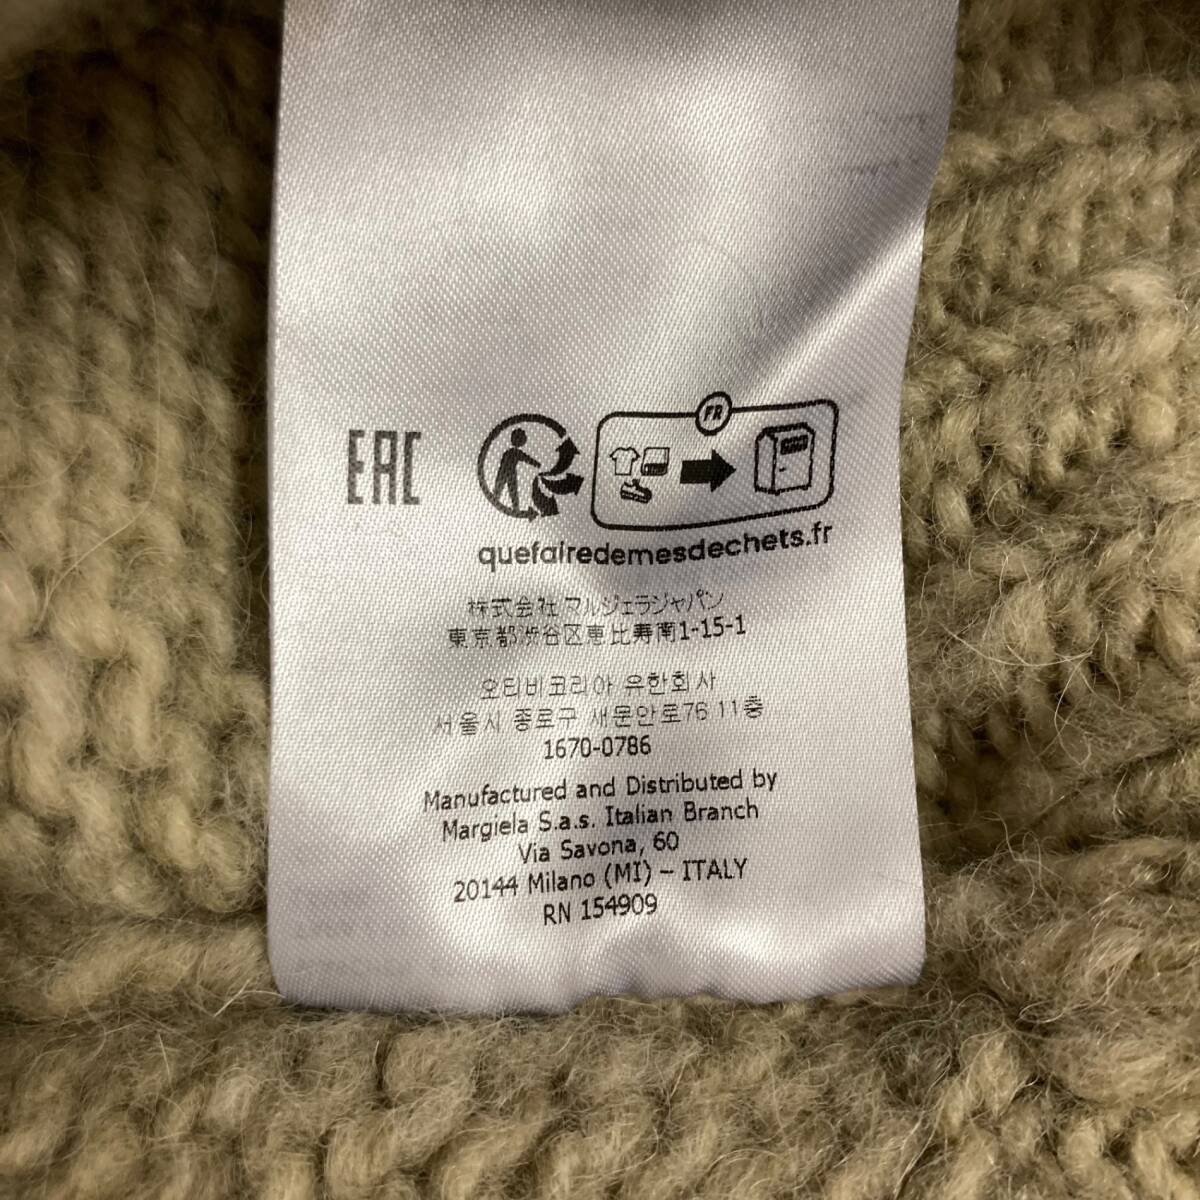 EAC
FR
quefairedemesdechets.fr
株式会社 マルジェラジャパン
東京都渋谷区恵比寿南1-15-1
오티비코리아 유한회사
서울시 종로구 새문안로76 11층
1670-0786
Manufactured and Distributed by
Margiela S.a.s. Italian Branch
Via Savona, 60
20144 Milano (MI) – ITALY
RN 154909